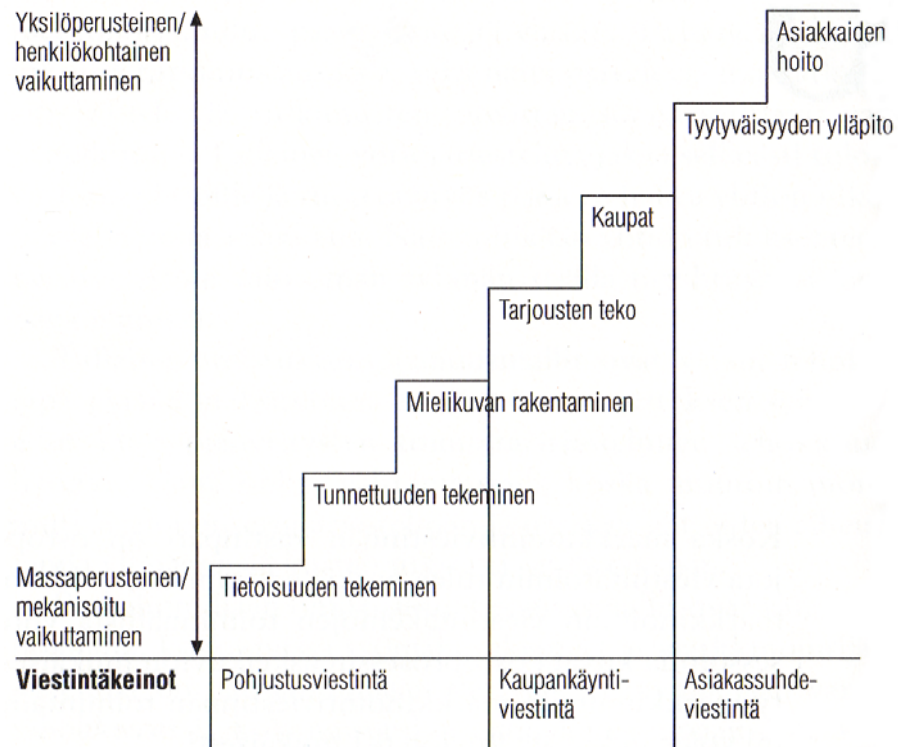 Yksilöperusteinen/
henkilökohtainen
vaikuttaminen
Asiakkaiden
hoito
Tyytyväisyyden ylläpito
Kaupat
Tarjousten teko
Mielikuvan rakentaminen
Tunnettuuden tekeminen
Massaperusteinen/
mekanisoitu
vaikuttaminen
Tietoisuuden tekeminen
Viestintäkeinot
Pohjustusviestintä
Kaupankäynti-
viestintä
Asiakassuhde-
viestintä